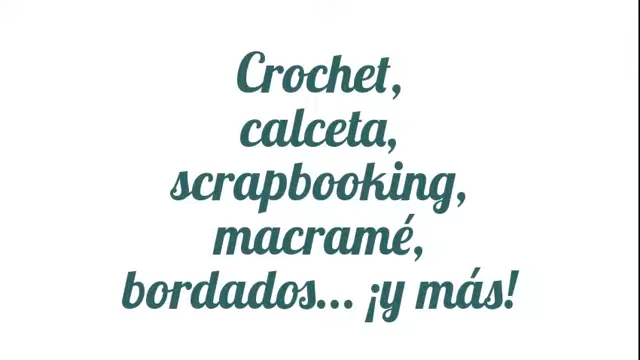 Crochet,
calceta,
scrapbooking,
macramé,
bordados... ¡y más!